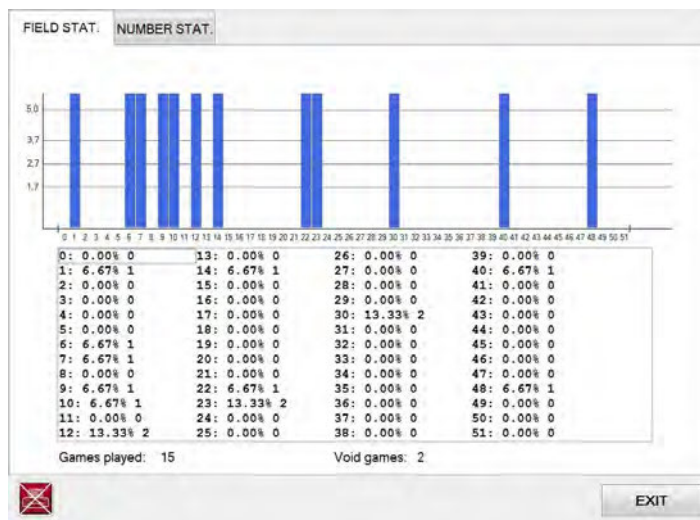 FIELD STAT. NUMBER STAT.
5,0
3,7
2,7
1,7
0 1 2 3 4 5 6 7 8 9 10 11 12 13 14 15 16 17 18 19 20 21 22 23 24 25 26 27 28 29 30 31 32 33 34 35 36 37 38 39 40 41 42 43 44 45 46 47 48 49 50 51
0: 0.00% 0 13: 0.00% 0 26: 0.00% 0 39: 0.00% 0
1: 6.67% 1 14: 6.67% 1 27: 0.00% 0 40: 6.67% 1
2: 0.00% 0 15: 0.00% 0 28: 0.00% 0 41: 0.00% 0
3: 0.00% 0 16: 0.00% 0 29: 0.00% 0 42: 0.00% 0
4: 0.00% 0 17: 0.00% 0 30: 13.33% 2 43: 0.00% 0
5: 0.00% 0 18: 0.00% 0 31: 0.00% 0 44: 0.00% 0
6: 6.67% 1 19: 0.00% 0 32: 0.00% 0 45: 0.00% 0
7: 6.67% 1 20: 0.00% 0 33: 0.00% 0 46: 0.00% 0
8: 0.00% 0 21: 0.00% 0 34: 0.00% 0 47: 0.00% 0
9: 6.67% 1 22: 6.67% 1 35: 0.00% 0 48: 6.67% 1
10: 6.67% 1 23: 13.33% 2 36: 0.00% 0 49: 0.00% 0
11: 0.00% 0 24: 0.00% 0 37: 0.00% 0 50: 0.00% 0
12: 13.33% 2 25: 0.00% 0 38: 0.00% 0 51: 0.00% 0
Games played: 15 Void games: 2
EXIT